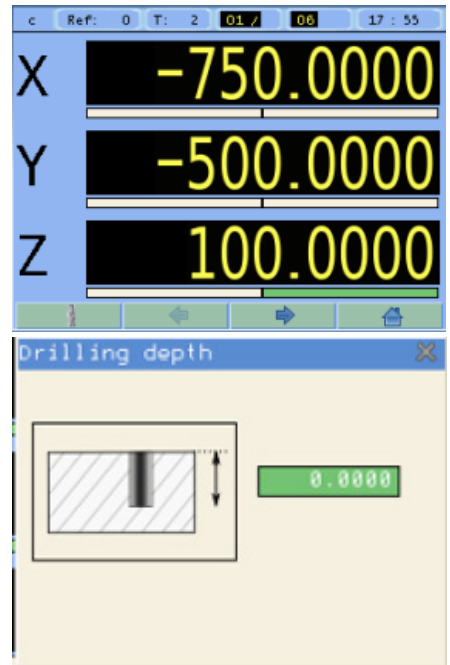 c Ref: 0 T: 2 01 / 06 17 : 55
X -750.0000
Y -500.0000
Z 100.0000
Drilling depth
0.0000